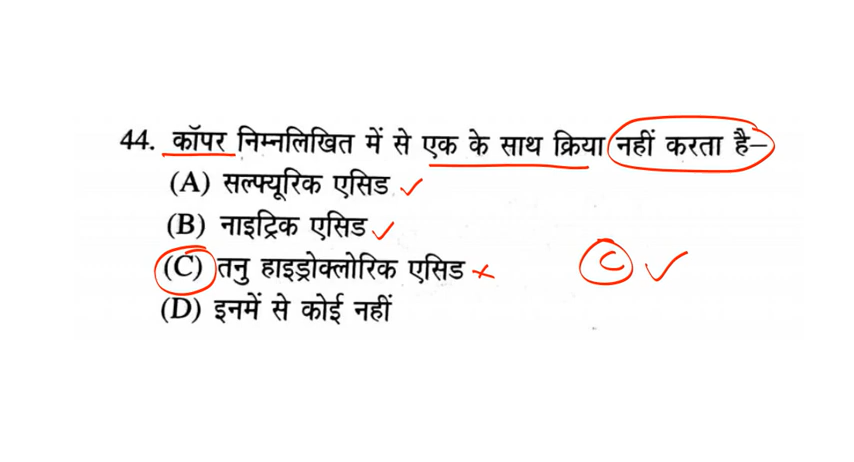 44. कॉपर निम्नलिखित में से एक के साथ क्रिया नहीं करता है–
(A) सल्फ्यूरिक एसिड ✓
(B) नाइट्रिक एसिड ✓
(C) तनु हाइड्रोक्लोरिक एसिड × C ✓
(D) इनमें से कोई नहीं